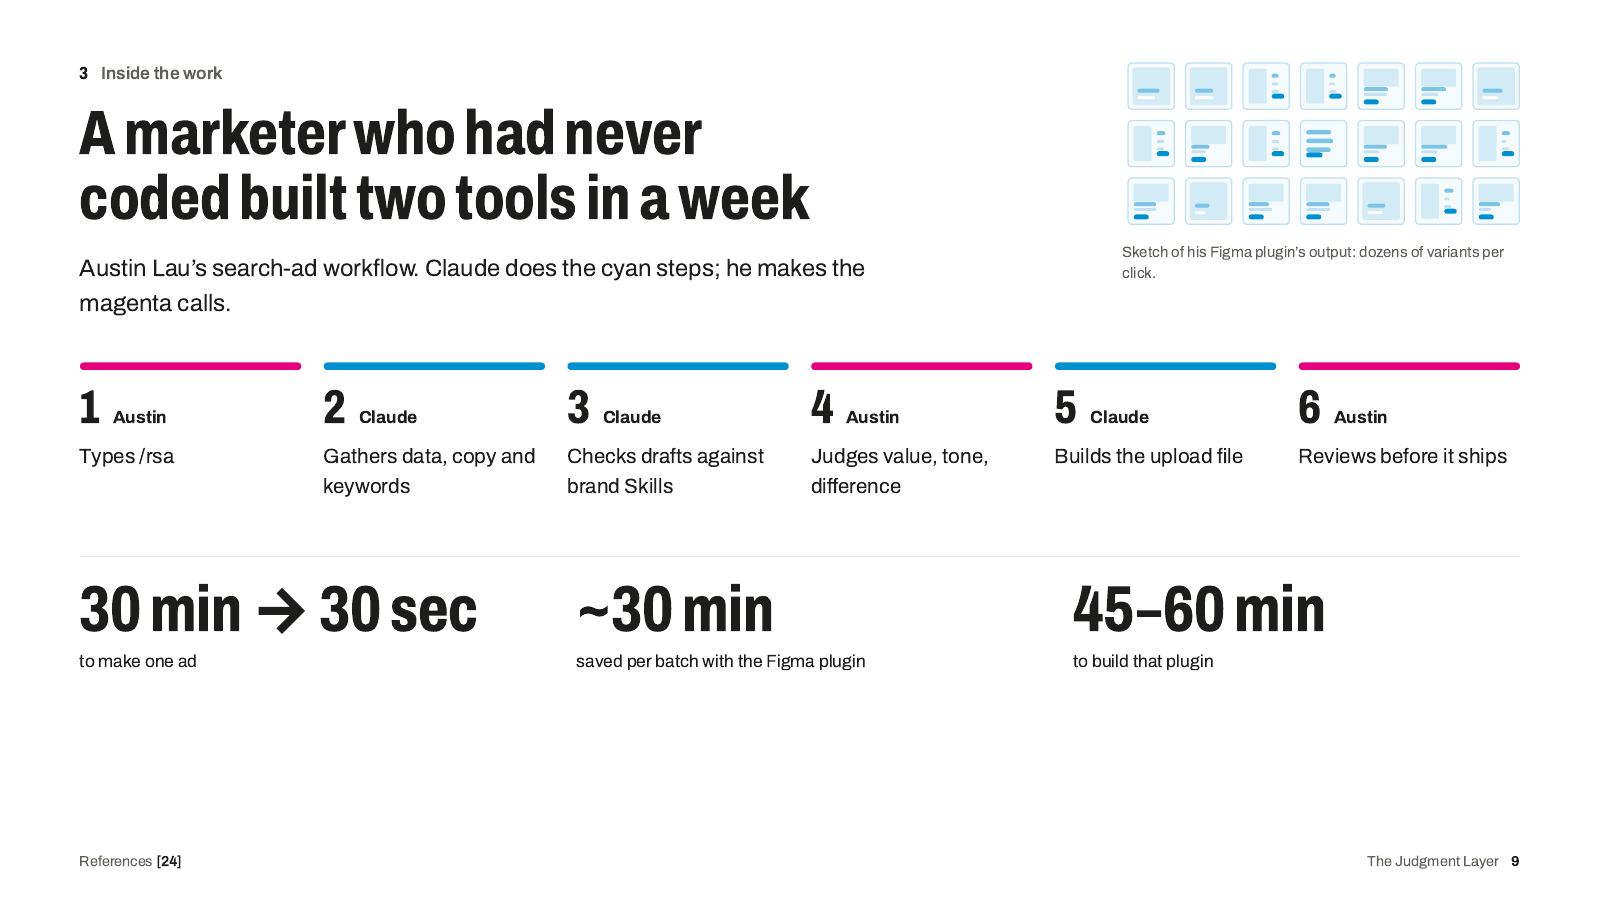 3 Inside the work
A marketer who had never
coded built two tools in a week
Austin Lau’s search-ad workflow. Claude does the cyan steps; he makes the
magenta calls.
Sketch of his Figma plugin’s output: dozens of variants per
click.
1 Austin
Types /rsa
2 Claude
Gathers data, copy and
keywords
3 Claude
Checks drafts against
brand Skills
4 Austin
Judges value, tone,
difference
5 Claude
Builds the upload file
6 Austin
Reviews before it ships
30 min → 30 sec
to make one ad
~30 min
saved per batch with the Figma plugin
45–60 min
to build that plugin
References [24]
The Judgment Layer 9